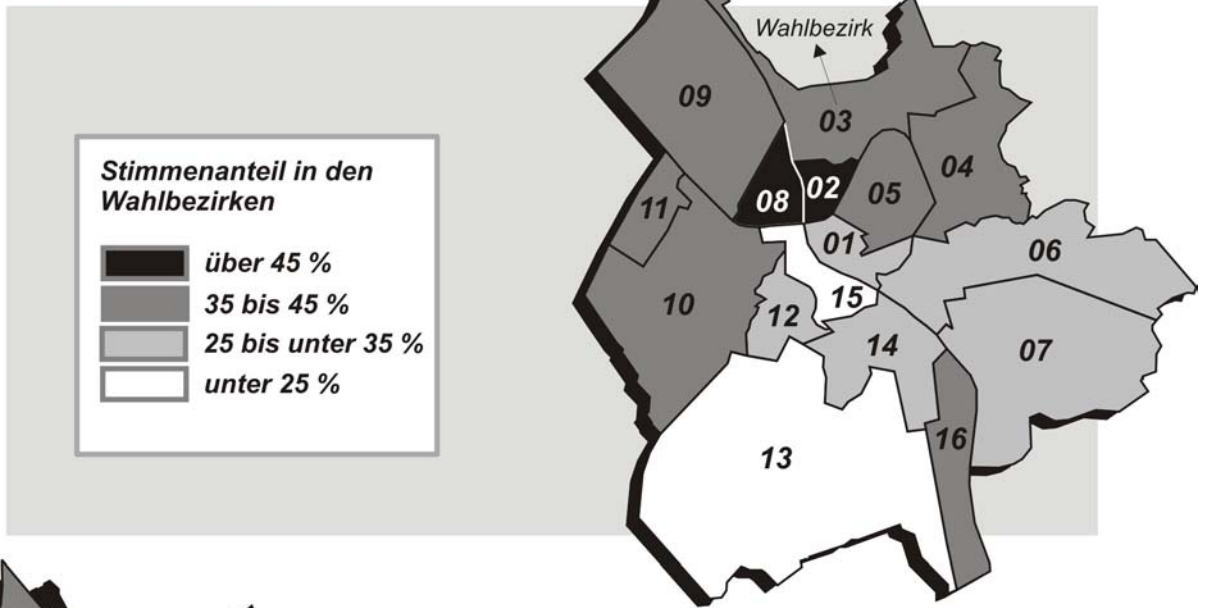 Stimmenanteil in den
Wahlbezirken
über 45 %
35 bis 45 %
25 bis unter 35 %
unter 25 %
Wahlbezirk
09
03
04
11
08
02
05
01
06
10
12
15
14
07
13
16